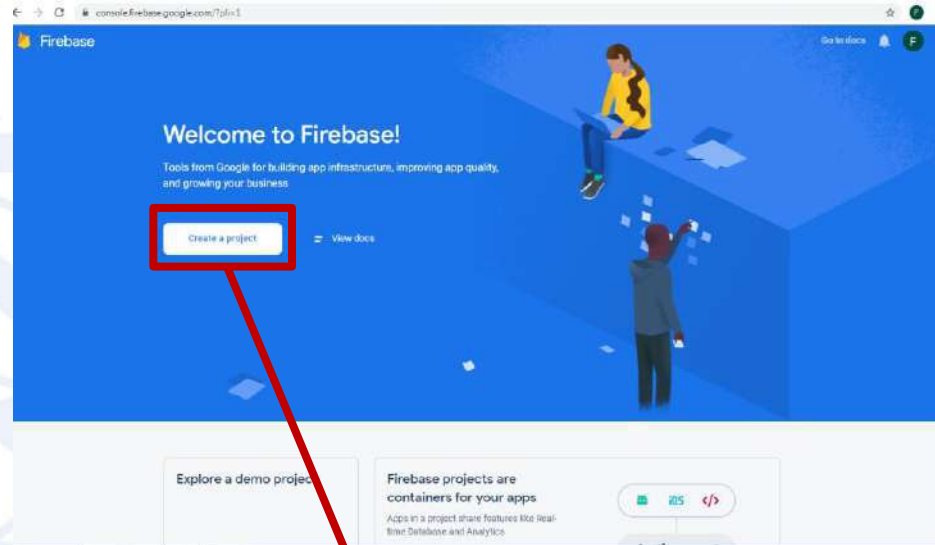 console.firebase.google.com/?pli=1
Firebase
Go to docs
F
Welcome to Firebase!
Tools from Google for building app infrastructure, improving app quality,
and growing your business
Create a project
View docs
Explore a demo project
Firebase projects are
containers for your apps
Apps in a project share features like Real-
time Database and Analytics
iOS </>